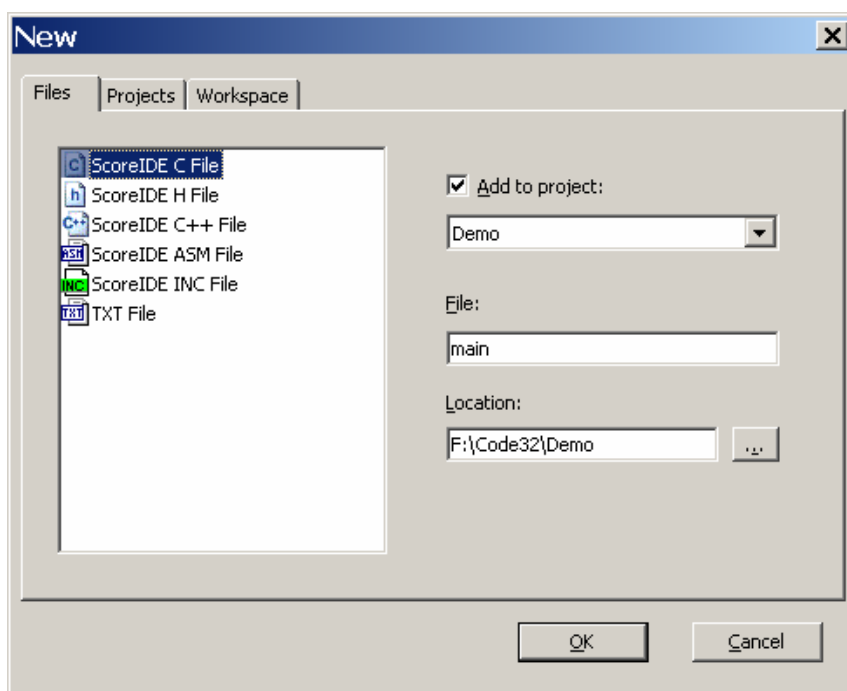 New
Files Projects Workspace
ScoreIDE C File
ScoreIDE H File
ScoreIDE C++ File
ScoreIDE ASM File
ScoreIDE INC File
TXT File
Add to project:
Demo
File:
main
Location:
F:\Code32\Demo
...
OK Cancel